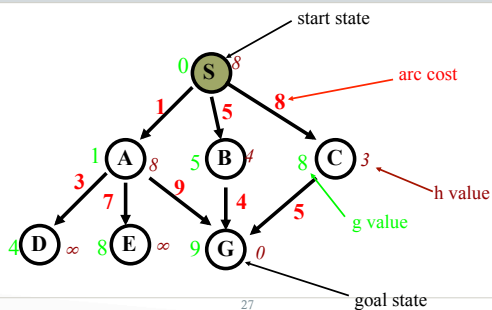 start state
0 S 8
arc cost
1 5 8
1 A 8
5 B 4
8 C 3
3 7 9 4 5
h value
g value
4 D ∞
8 E ∞
9 G 0
27
goal state